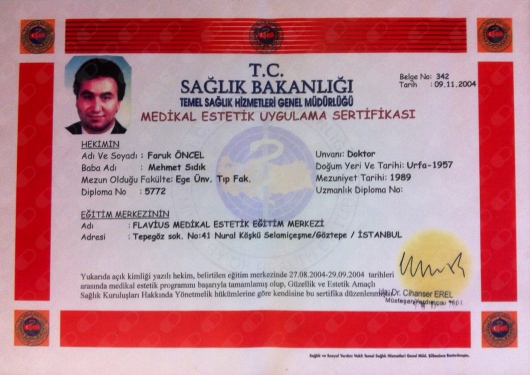 T.C.
SAĞLIK BAKANLIĞI
TEMEL SAĞLIK HİZMETLERİ GENEL MÜDÜRLÜĞÜ
MEDİKAL ESTETİK UYGULAMA SERTİFİKASI
Belge No: 342
Tarih : 09.11.2004
HEKİMİN
Adı Ve Soyadı : Faruk ÖNCEL
Unvanı: Doktor
Baba Adı : Mehmet Sıdık
Doğum Yeri Ve Tarihi: Urfa-1957
Mezun Olduğu Fakülte: Ege Ünv. Tıp Fak.
Mezuniyet Tarihi: 1989
Diploma No : 5772
Uzmanlık Diploma No:
EĞİTİM MERKEZİNİN
Adı : FLAVİUS MEDİKAL ESTETİK EĞİTİM MERKEZİ
Adresi : Tepegöz sok. No:41 Nural Köşkü Selamiçeşme/Göztepe / İSTANBUL
Yukarıda açık kimliği yazılı hekim, belirtilen eğitim merkezinde 27.08.2004-29.09.2004 tarihleri
arasında medikal estetik programını başarıyla tamamlamış olup, Güzellik ve Estetik Amaçlı
Sağlık Kuruluşları Hakkında Yönetmelik hükümlerine göre kendisine bu sertifika düzenlenmiştir.
Dr. Cihanser EREL
Müsteşar Yardımcısı